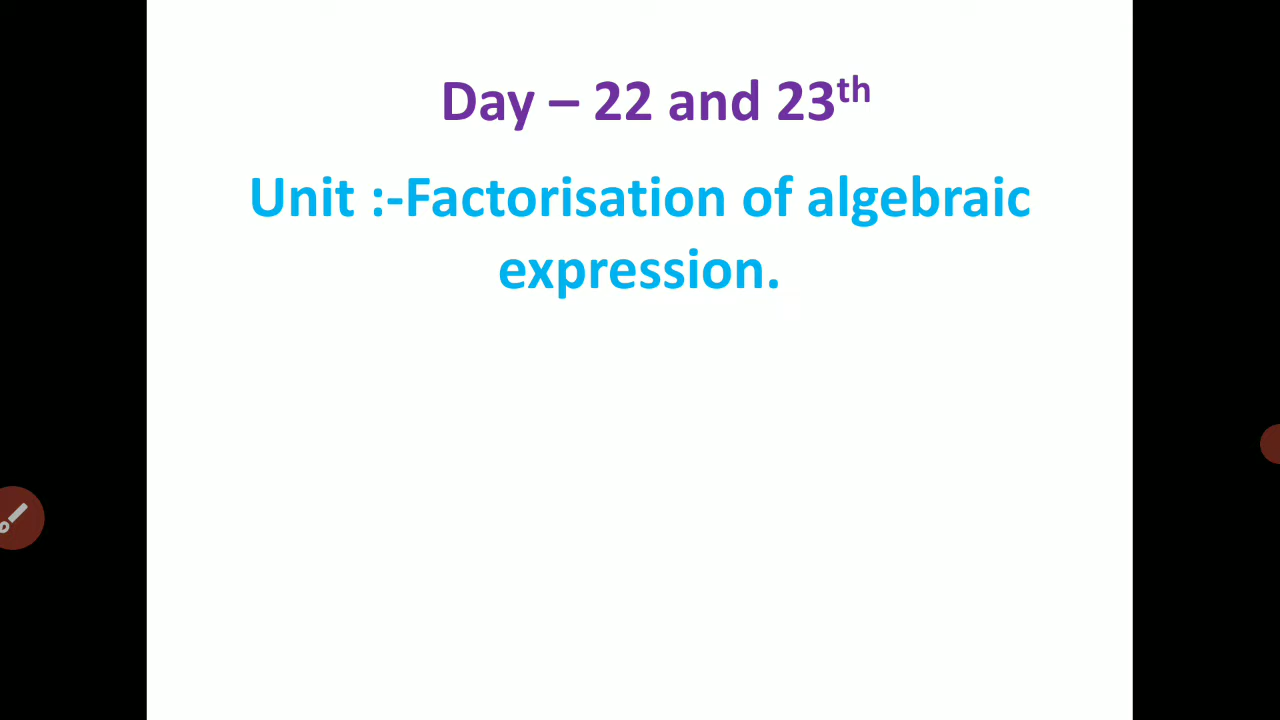 Day – 22 and 23th
Unit :-Factorisation of algebraic
expression.